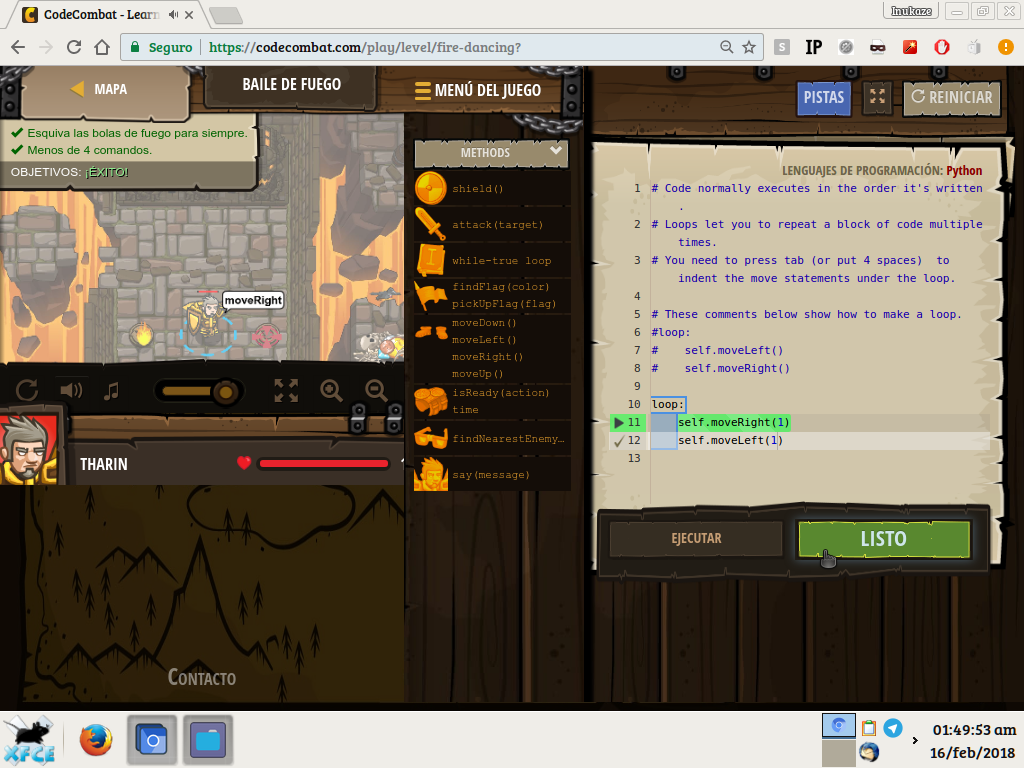 CodeCombat - Learn
Inukaze
Seguro
https://codecombat.com/play/level/fire-dancing?
S
IP
MAPA
BAILE DE FUEGO
MENÚ DEL JUEGO
PISTAS
REINICIAR
Esquiva las bolas de fuego para siempre.
Menos de 4 comandos.
OBJETIVOS: ¡ÉXITO!
moveRight
THARIN
CONTACTO
METHODS
shield()
attack(target)
while-true loop
findFlag(color)
pickUpFlag(flag)
moveDown()
moveLeft()
moveRight()
moveUp()
isReady(action)
time
findNearestEnemy…
say(message)
LENGUAJES DE PROGRAMACIÓN: Python
1 # Code normally executes in the order it's written
.
2 # Loops let you to repeat a block of code multiple
times.
3 # You need to press tab (or put 4 spaces)  to
indent the move statements under the loop.
4
5 # These comments below show how to make a loop.
6 #loop:
7 #    self.moveLeft()
8 #    self.moveRight()
9
10 loop:
11     self.moveRight(1)
12     self.moveLeft(1)
13
EJECUTAR
LISTO
XFCE
01:49:53 am
16/feb/2018